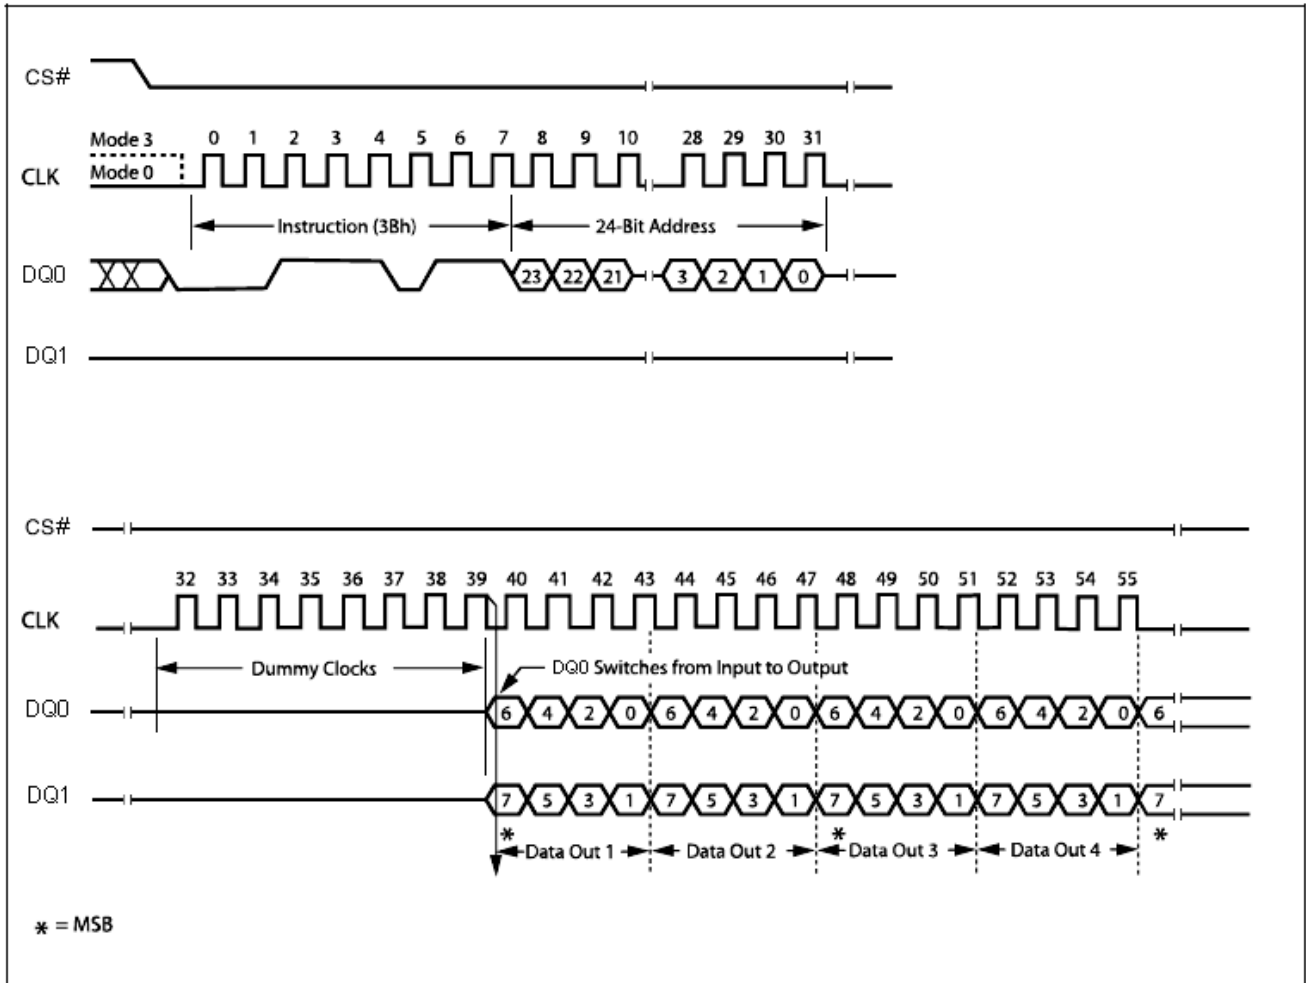 CS#
Mode 3 0 1 2 3 4 5 6 7 8 9 10 28 29 30 31
CLK Mode 0
Instruction (3Bh) 24-Bit Address
DQ0 23 22 21 3 2 1 0
DQ1
CS#
32 33 34 35 36 37 38 39 40 41 42 43 44 45 46 47 48 49 50 51 52 53 54 55
CLK
Dummy Clocks DQ0 Switches from Input to Output
DQ0 6 4 2 0 6 4 2 0 6 4 2 0 6 4 2 0 6
DQ1 7 5 3 1 7 5 3 1 7 5 3 1 7 5 3 1 7
* * *
Data Out 1 Data Out 2 Data Out 3 Data Out 4
* = MSB